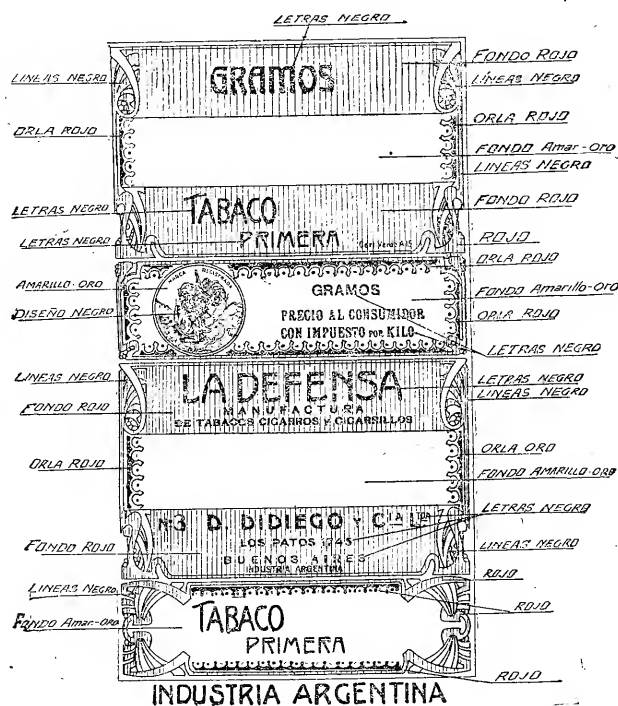 LETRAS NEGRO
FONDO ROJO
LINEAS NEGRO
GRAMOS
LÍNEAS NEGRO
ORLA ROJO
ORLA ROJO
FONDO Amar-Oro
LINEAS NEGRO
LETRAS NEGRO
TABACO
FONDO ROJO
LETRAS NEGRO
PRIMERA
ROJO
ORLA ROJO
AMARILLO-ORO
GRAMOS
FONDO Amarillo-Oro
DISEÑO NEGRO
PRECIO AL CONSUMIDOR
ORLA ROJO
CON IMPUESTO POR KILO
LETRAS NEGRO
LINEAS NEGRO
LA DEFENSA
LETRAS NEGRO
LINEAS NEGRO
FONDO ROJO
MANUFACTURA
DE TABACOS CIGARROS Y CIGARRILLOS
ORLA ROJO
ORLA ORO
FONDO AMARILLO-ORO
Nº3 D. DIDIEGO Y CIA LTDA
LETRAS NEGRO
LOS PATOS 1745
FONDO ROJO
BUENOS AIRES
LINEAS NEGRO
INDUSTRIA ARGENTINA
ROJO
LINEAS NEGRO
ROJO
FONDO Amar-Oro
TABACO
PRIMERA
ROJO
INDUSTRIA ARGENTINA